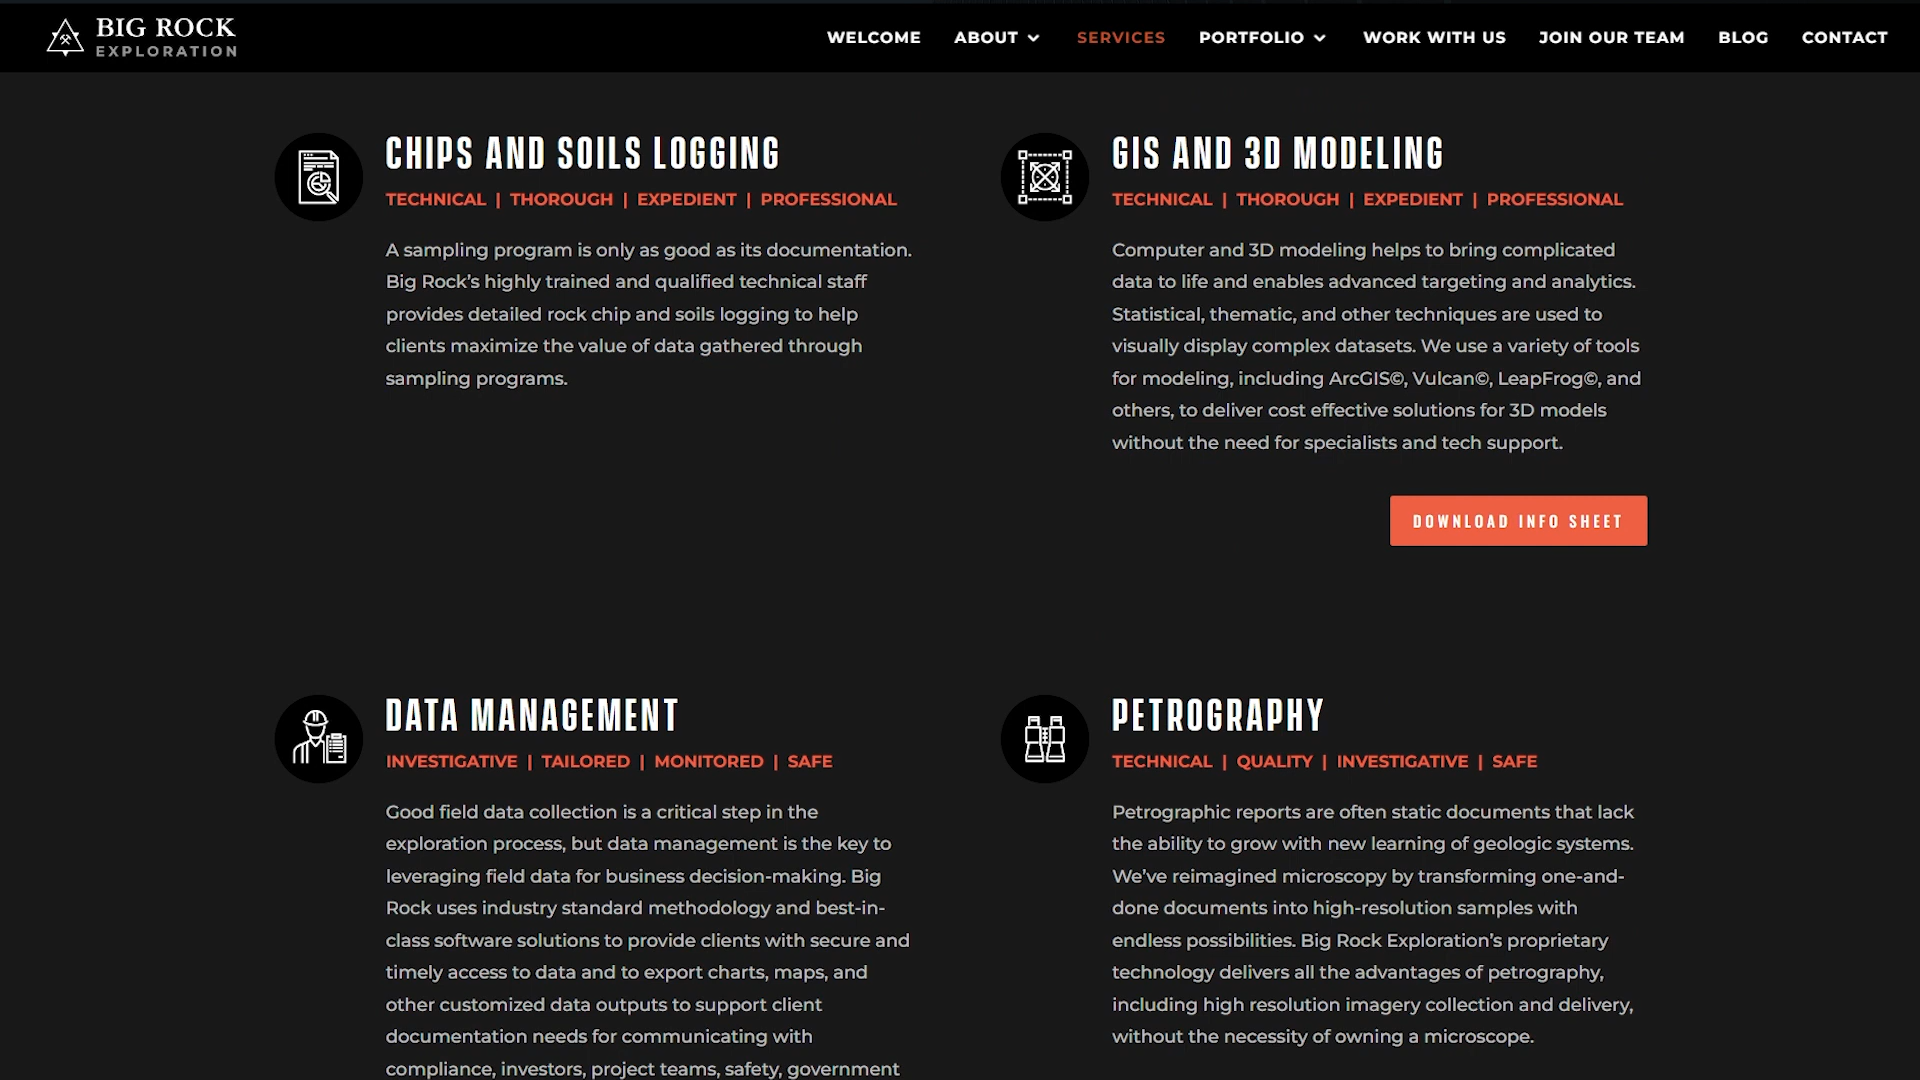 BIG ROCK
EXPLORATION
WELCOME ABOUT SERVICES PORTFOLIO WORK WITH US JOIN OUR TEAM BLOG CONTACT
CHIPS AND SOILS LOGGING
TECHNICAL | THOROUGH | EXPEDIENT | PROFESSIONAL
A sampling program is only as good as its documentation.
Big Rock’s highly trained and qualified technical staff
provides detailed rock chip and soils logging to help
clients maximize the value of data gathered through
sampling programs.
GIS AND 3D MODELING
TECHNICAL | THOROUGH | EXPEDIENT | PROFESSIONAL
Computer and 3D modeling helps to bring complicated
data to life and enables advanced targeting and analytics.
Statistical, thematic, and other techniques are used to
visually display complex datasets. We use a variety of tools
for modeling, including ArcGIS©, Vulcan©, LeapFrog©, and
others, to deliver cost effective solutions for 3D models
without the need for specialists and tech support.
DOWNLOAD INFO SHEET
DATA MANAGEMENT
INVESTIGATIVE | TAILORED | MONITORED | SAFE
Good field data collection is a critical step in the
exploration process, but data management is the key to
leveraging field data for business decision-making. Big
Rock uses industry standard methodology and best-in-
class software solutions to provide clients with secure and
timely access to data and to export charts, maps, and
other customized data outputs to support client
documentation needs for communicating with
compliance, investors, project teams, safety, government
PETROGRAPHY
TECHNICAL | QUALITY | INVESTIGATIVE | SAFE
Petrographic reports are often static documents that lack
the ability to grow with new learning of geologic systems.
We’ve reimagined microscopy by transforming one-and-
done documents into high-resolution samples with
endless possibilities. Big Rock Exploration’s proprietary
technology delivers all the advantages of petrography,
including high resolution imagery collection and delivery,
without the necessity of owning a microscope.